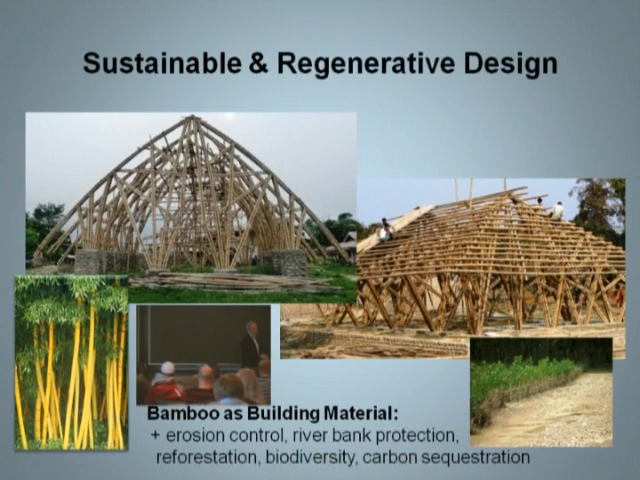 Sustainable & Regenerative Design
Bamboo as Building Material:
+ erosion control, river bank protection,
reforestation, biodiversity, carbon sequestration